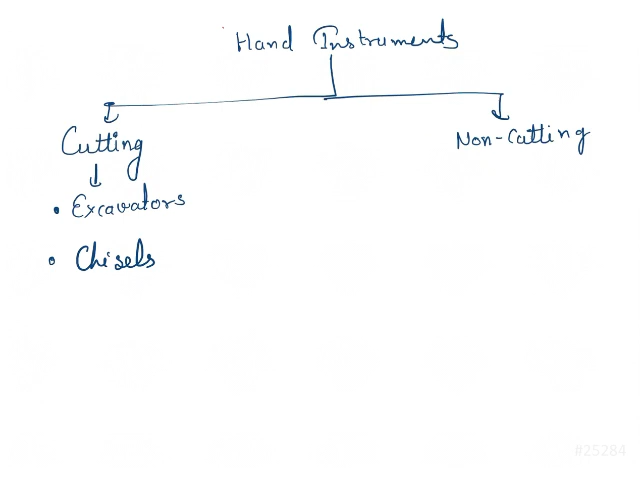 Hand Instruments
Cutting
Non-Cutting
• Excavators
• Chisels
#25284